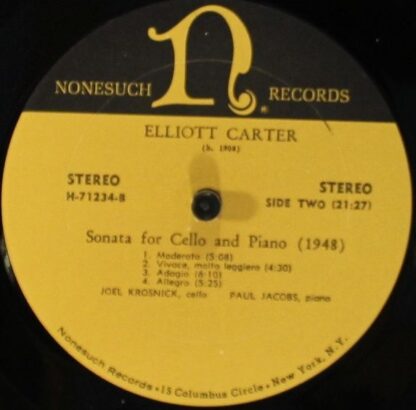 n
NONESUCH RECORDS
ELLIOTT CARTER
(b. 1908)
STEREO
H-71234-B
STEREO
SIDE TWO (21:27)
Sonata for Cello and Piano (1948)
1. Moderato (5:08)
2. Vivace, molto leggiero (4:30)
3. Adagio (6:10)
4. Allegro (5:25)
JOEL KROSNICK, cello PAUL JACOBS, piano
Nonesuch Records • 15 Columbus Circle • New York, N.Y.